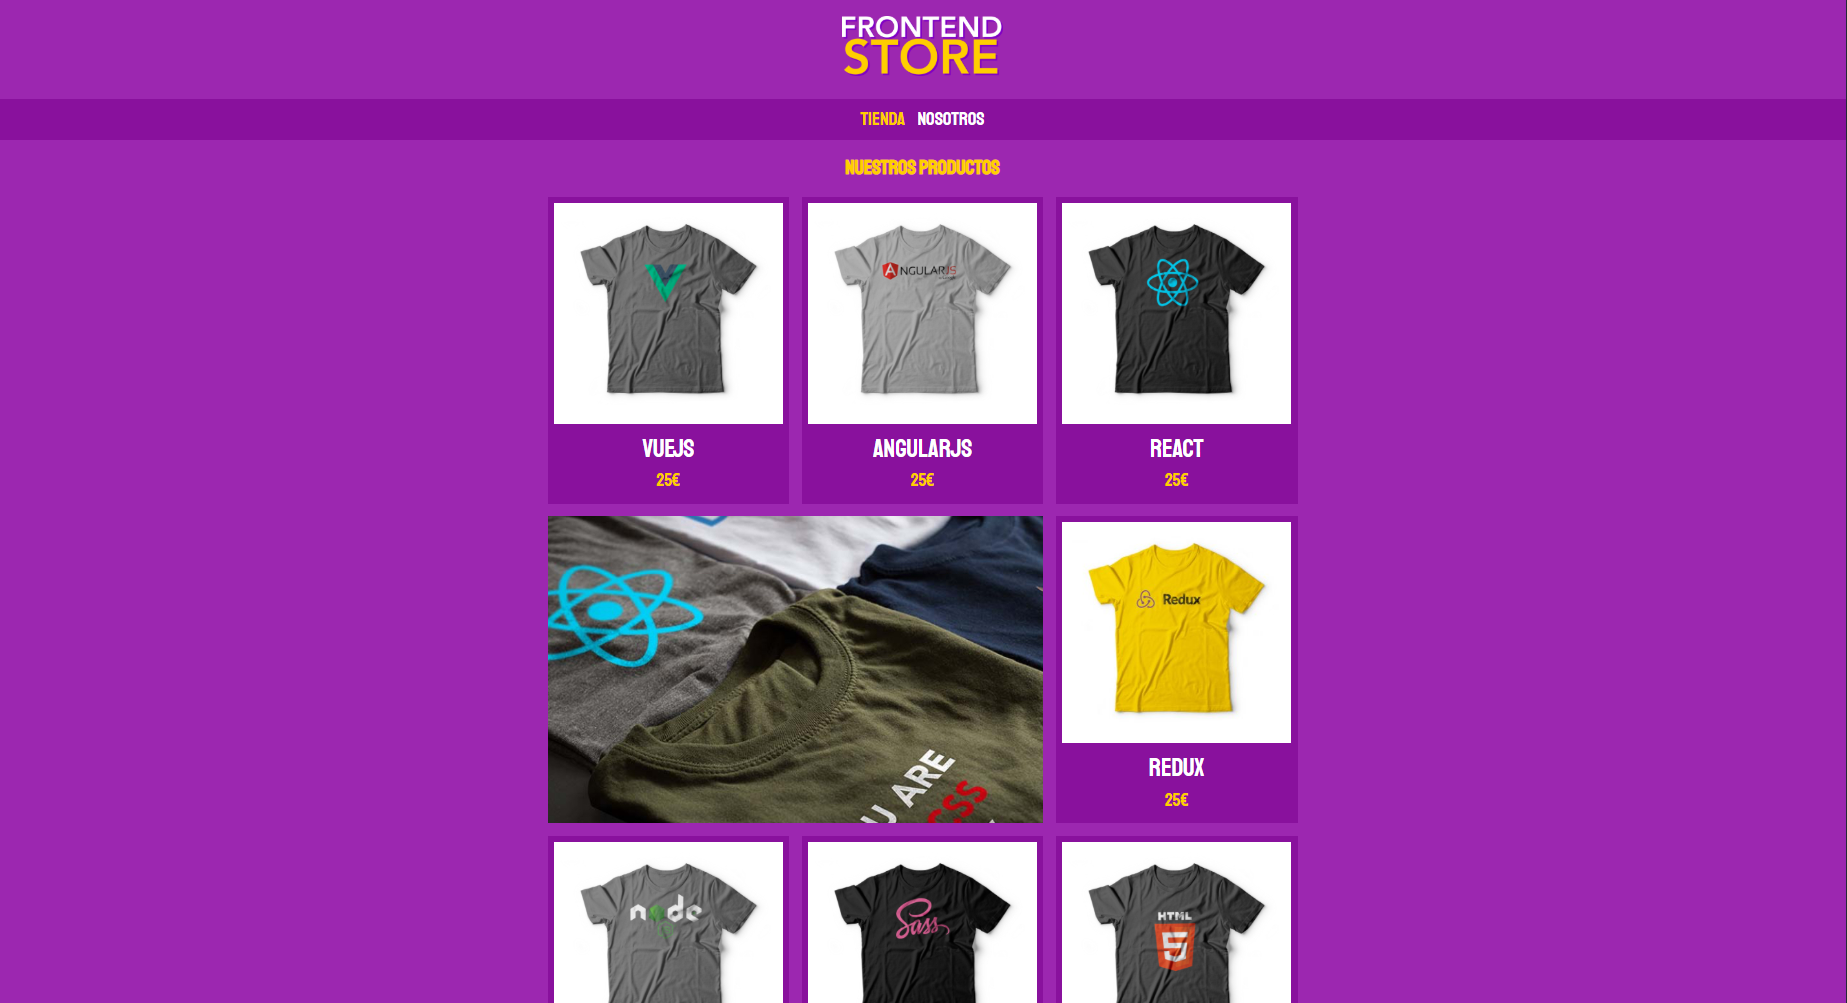 FRONTEND
STORE
TIENDA NOSOTROS
NUESTROS PRODUCTOS
ANGULARJS
VUEJS
25€
ANGULARJS
25€
REACT
25€
U ARE
CSS
Redux
REDUX
25€
node
Sass
HTML
5